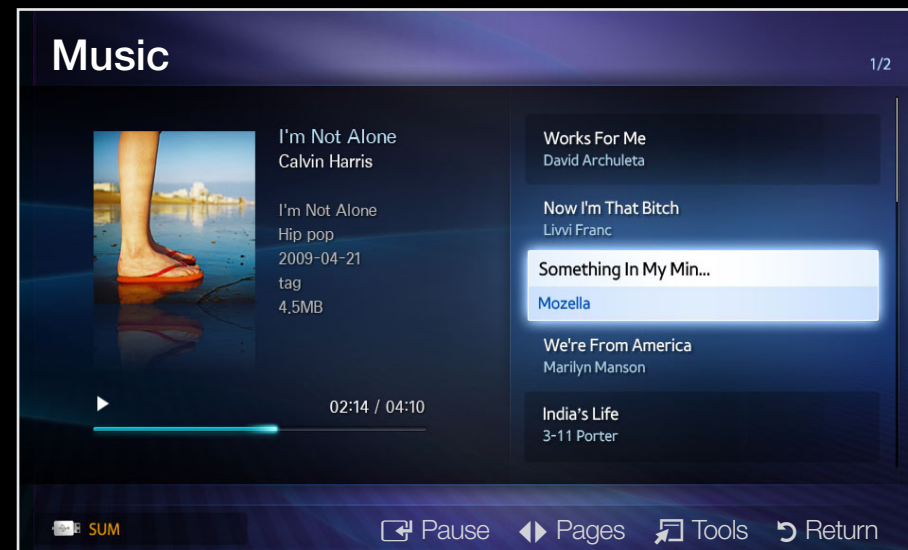 Music
1/2
I'm Not Alone
Calvin Harris
I'm Not Alone
Hip pop
2009-04-21
tag
4.5MB
02:14 / 04:10
Works For Me
David Archuleta
Now I'm That Bitch
Livvi Franc
Something In My Min...
Mozella
We're From America
Marilyn Manson
India's Life
3-11 Porter
SUM
Pause Pages Tools Return